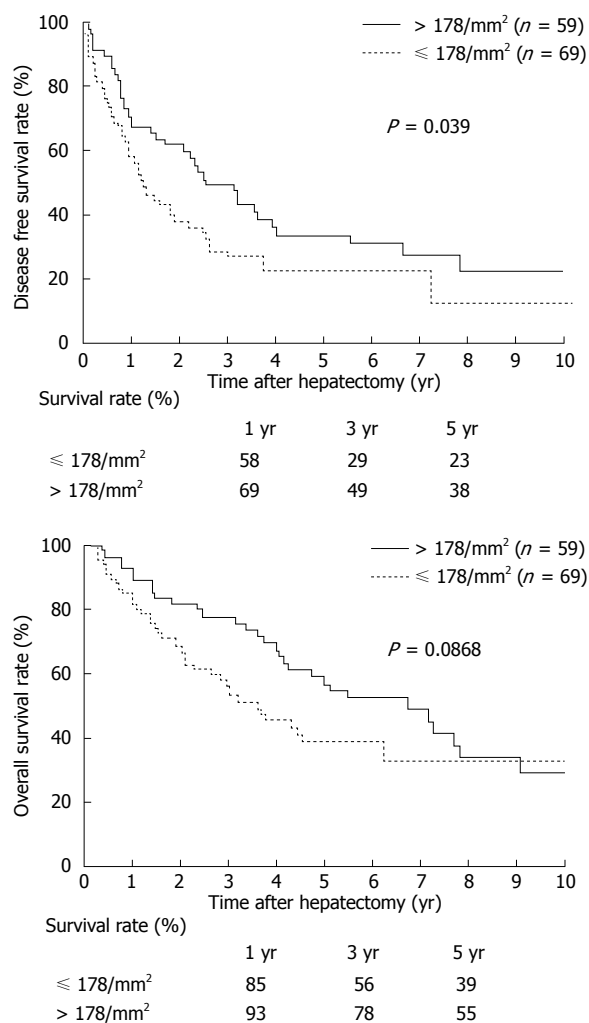 100
80
60
40
20
0
Disease free survival rate (%)
> 178/mm² (n = 59)
≤ 178/mm² (n = 69)
P = 0.039
0 1 2 3 4 5 6 7 8 9 10
Time after hepatectomy (yr)
Survival rate (%)
1 yr 3 yr 5 yr
≤ 178/mm² 58 29 23
> 178/mm² 69 49 38
100
80
60
40
20
0
Overall survival rate (%)
> 178/mm² (n = 59)
≤ 178/mm² (n = 69)
P = 0.0868
0 1 2 3 4 5 6 7 8 9 10
Time after hepatectomy (yr)
Survival rate (%)
1 yr 3 yr 5 yr
≤ 178/mm² 85 56 39
> 178/mm² 93 78 55